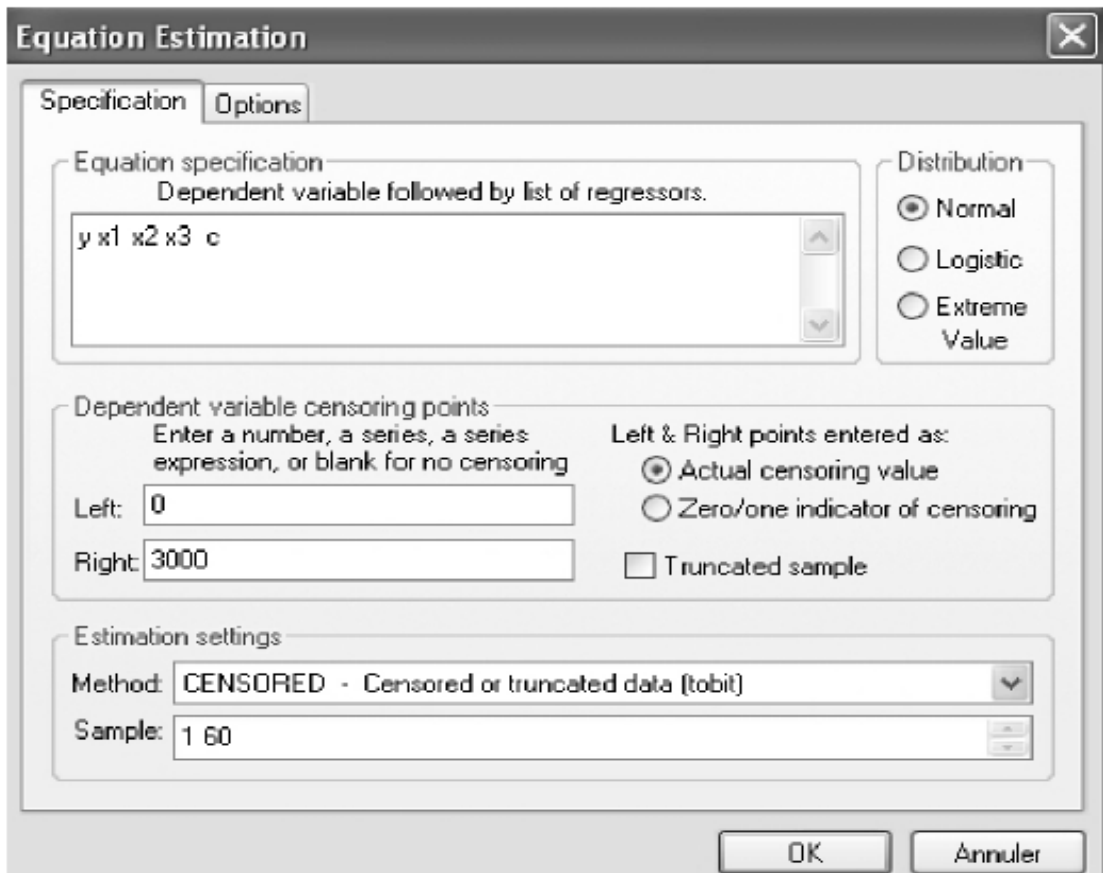 Equation Estimation
Specification
Options
Equation specification
Dependent variable followed by list of regressors.
y x1 x2 x3 c
Distribution
Normal
Logistic
Extreme
Value
Dependent variable censoring points
Enter a number, a series, a series
expression, or blank for no censoring
Left: 0
Right: 3000
Left & Right points entered as:
Actual censoring value
Zero/one indicator of censoring
Truncated sample
Estimation settings
Method: CENSORED - Censored or truncated data (tobit)
Sample: 1 60
OK
Annuler